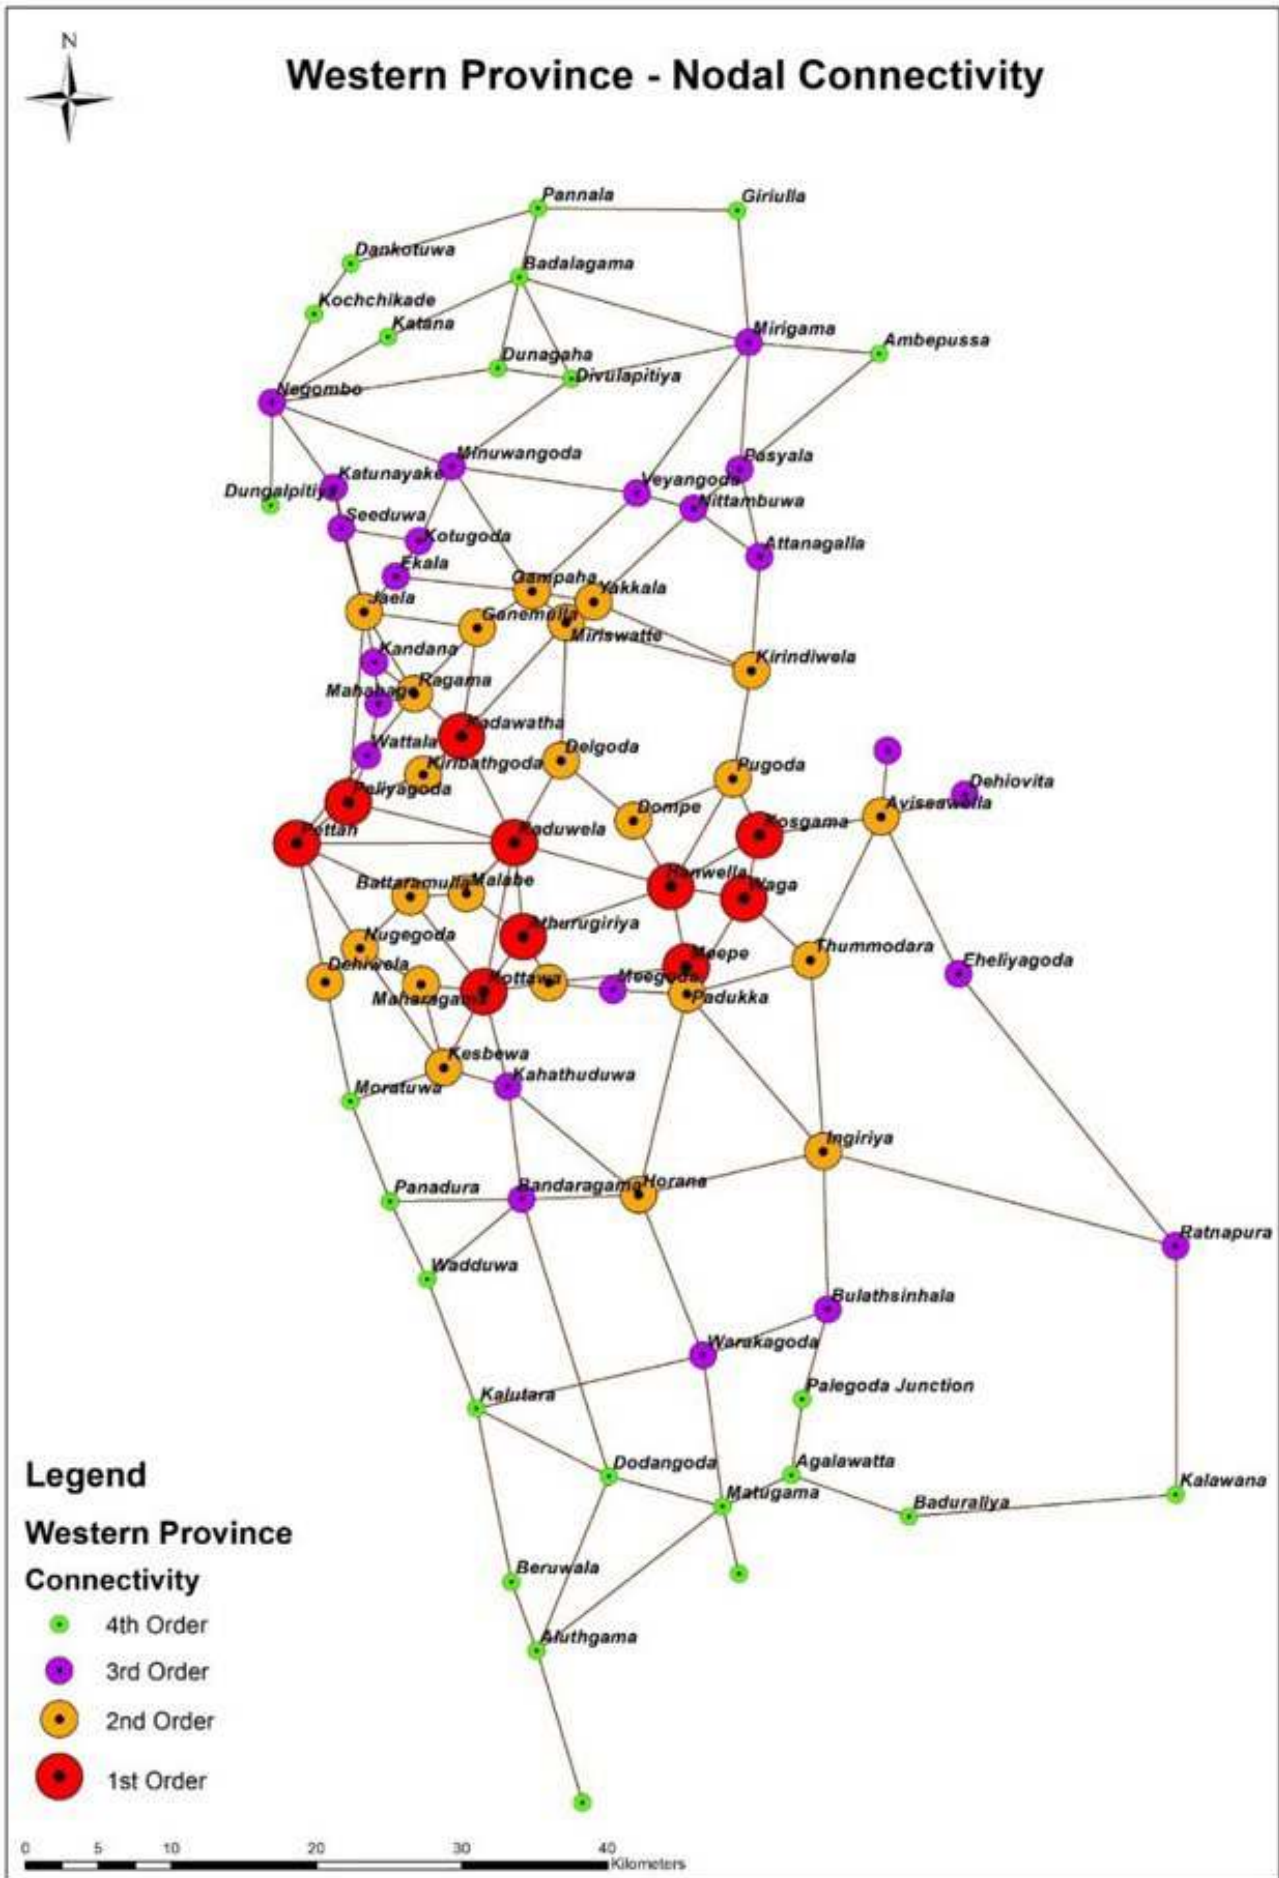 N
Western Province - Nodal Connectivity
Pannala
Giriulla
Dankotuwa
Badalagama
Kochchikade
Katana
Mirigama
Ambepussa
Dunagaha
Divulapitiya
Negombo
Minuwangoda
Pasyala
Katunayake
Veyangoda
Dungalpitiya
Nittambuwa
Seeduwa
Kotugoda
Attanagalla
Ekala
Gampaha
Yakkala
Jaela
Ganemulla
Miriswatte
Kandana
Kirindiwela
Ragama
Mahabage
Kadawatha
Wattala
Delgoda
Kiribathgoda
Pugoda
Dehiovita
Peliyagoda
Dompe
Avissawella
Kosgama
Pettah
Kaduwela
Hanwella
Battaramulla
Malabe
Waga
Athurugiriya
Nugegoda
Thummodara
Meepe
Dehiwela
Eheliyagoda
Kottawa
Meegoda
Maharagama
Padukka
Kesbewa
Kahathuduwa
Moratuwa
Ingiriya
Panadura
Bandaragama
Horana
Ratnapura
Wadduwa
Bulathsinhala
Warakagoda
Palegoda Junction
Kalutara
Dodangoda
Agalawatta
Kalawana
Matugama
Baduraliya
Beruwala
Aluthgama
Legend
Western Province
Connectivity
4th Order
3rd Order
2nd Order
1st Order
0 5 10 20 30 40
Kilometers